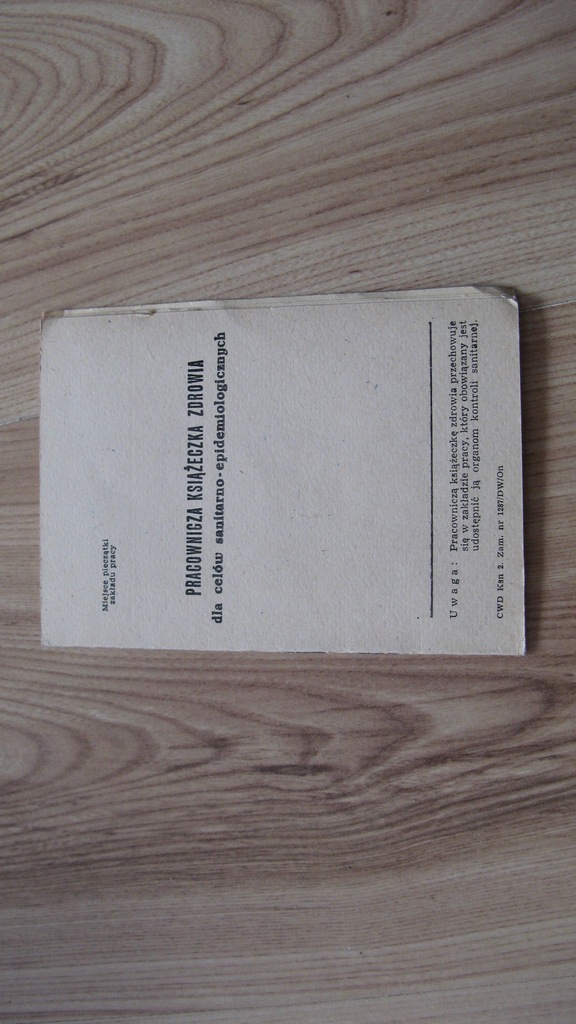 Miejsce pieczątki
zakładu pracy
PRACOWNICZA KSIĄŻECZKA ZDROWIA
dla celów sanitarno-epidemiologicznych
Uwaga: Pracowniczą książeczkę zdrowia przechowuje
się w zakładzie pracy, który obowiązany jest
udostępnić ją organom kontroli sanitarnej.
CWD Ksn 2. Zam. nr 1287/DW/On